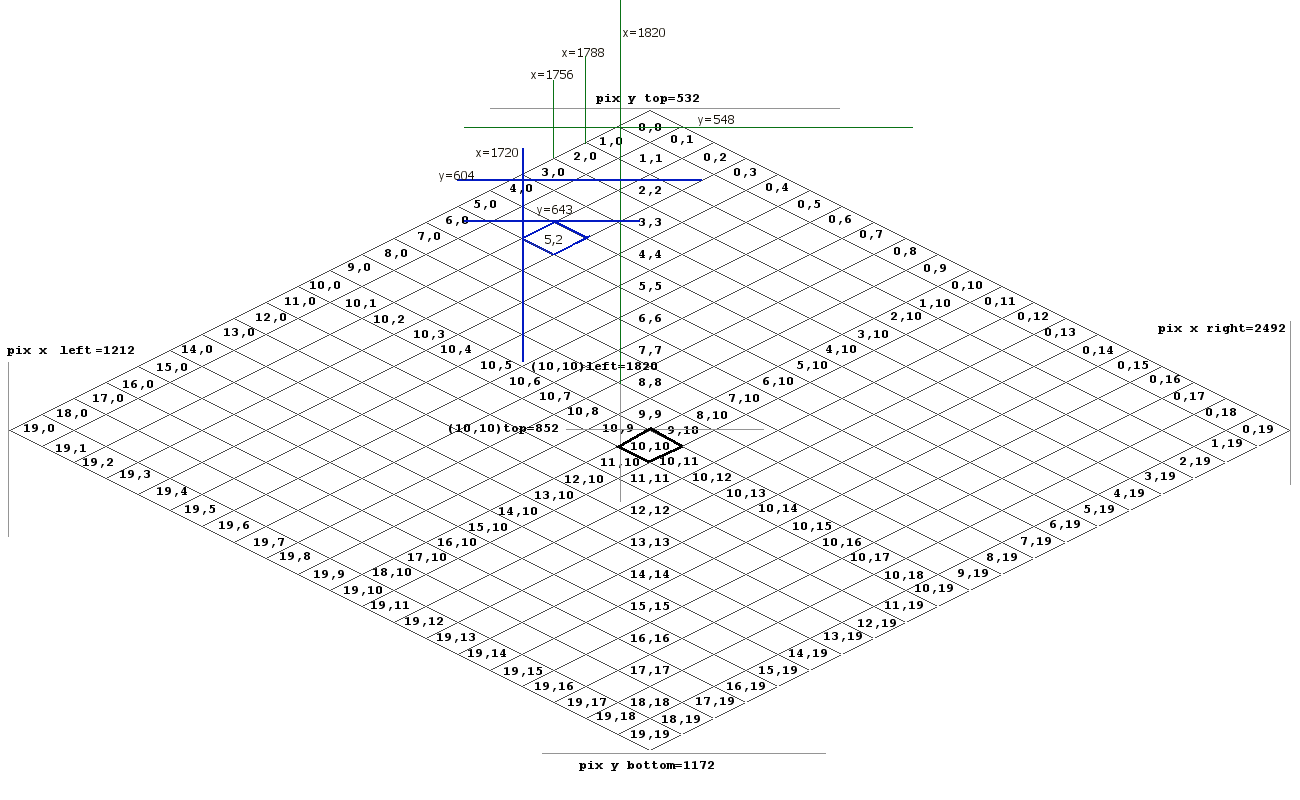 x=1820
x=1788
x=1756
pix y top=532
y=548
0,0
1,0 0,1
x=1720
2,0 1,1 0,2
y=604
3,0 0,3
4,0 2,2 0,4
5,0 0,5
y=643
6,0 3,3 0,6
7,0 5,2 0,7
8,0 4,4 0,8
9,0 0,9
10,0 5,5 0,10
11,0 10,1 1,10 0,11
12,0 10,2 6,6 2,10 0,12
13,0 10,3 3,10 0,13
pix x right=2492
pix x left=1212
14,0 10,4 7,7 4,10 0,14
15,0 10,5 (10,10)left=1820 5,10 0,15
16,0 10,6 8,8 6,10 0,16
17,0 10,7 7,10 0,17
18,0 10,8 9,9 8,10 0,18
19,0 (10,10)top=852 10,9 9,10 0,19
19,1 10,10 1,19
19,2 11,10 10,11 2,19
19,3 12,10 11,11 10,12 3,19
19,4 13,10 10,13 4,19
19,5 14,10 12,12 10,14 5,19
19,6 15,10 10,15 6,19
19,7 16,10 13,13 10,16 7,19
19,8 17,10 10,17 8,19
19,9 18,10 14,14 10,18 9,19
19,10 10,19
19,11 15,15 11,19
19,12 12,19
19,13 16,16 13,19
19,14 14,19
19,15 17,17 15,19
19,16 16,19
19,17 18,18 17,19
19,18 18,19
19,19
pix y bottom=1172